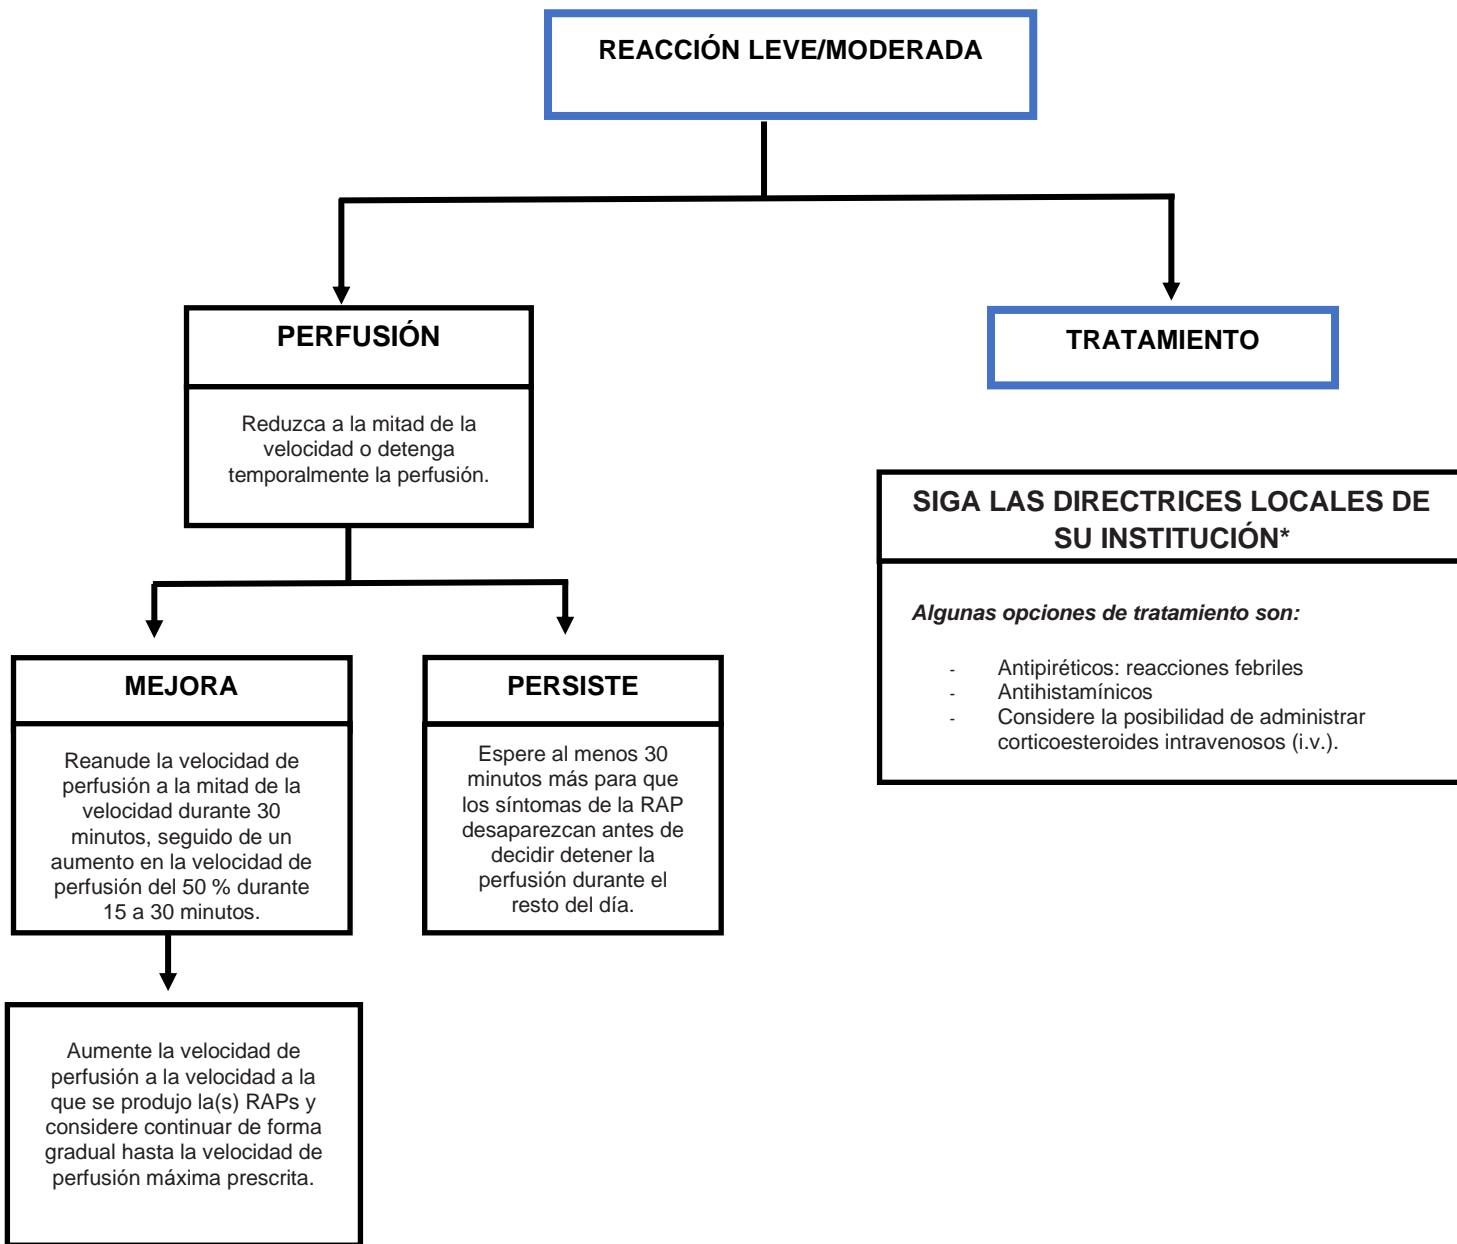 REACCIÓN LEVE/MODERADA
PERFUSIÓN
Reduzca a la mitad de la
velocidad o detenga
temporalmente la perfusión.
TRATAMIENTO
SIGA LAS DIRECTRICES LOCALES DE
SU INSTITUCIÓN*
Algunas opciones de tratamiento son:
- Antipiréticos: reacciones febriles
- Antihistamínicos
- Considere la posibilidad de administrar
corticoesteroides intravenosos (i.v.).
MEJORA
Reanude la velocidad de
perfusión a la mitad de la
velocidad durante 30
minutos, seguido de un
aumento en la velocidad de
perfusión del 50 % durante
15 a 30 minutos.
PERSISTE
Espere al menos 30
minutos más para que
los síntomas de la RAP
desaparezcan antes de
decidir detener la
perfusión durante el
resto del día.
Aumente la velocidad de
perfusión a la velocidad a la
que se produjo la(s) RAPs y
considere continuar de forma
gradual hasta la velocidad de
perfusión máxima prescrita.